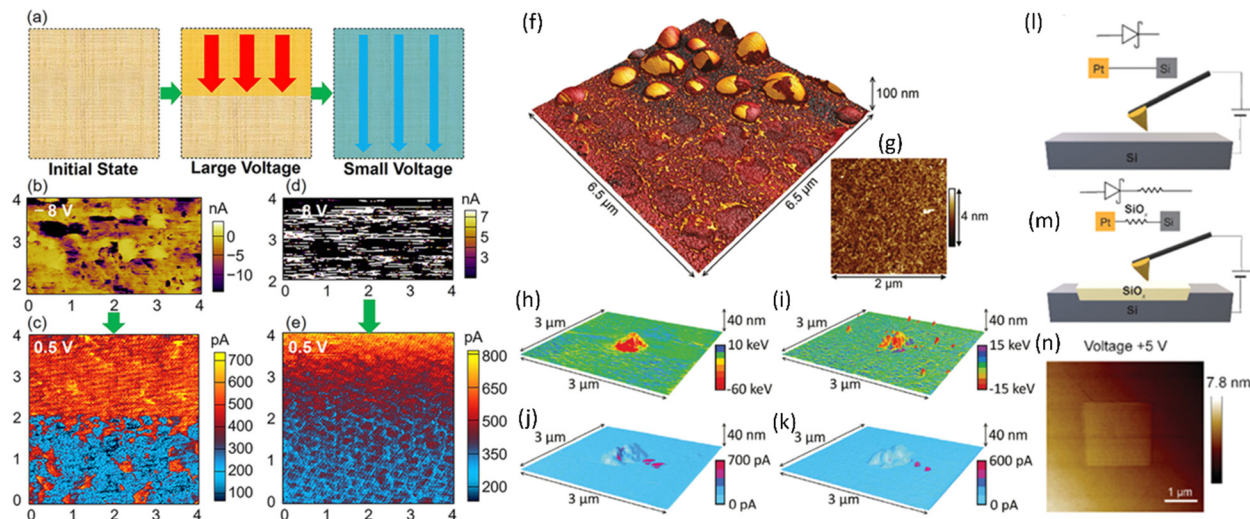 (a)
Initial State
Large Voltage
Small Voltage
(b)
− 8 V
nA
0
−5
−10
4
3
2
0 1 2 3 4
(c)
0.5 V
pA
700
600
500
400
300
200
100
4
3
2
1
0
0 1 2 3 4
(d)
8 V
nA
7
5
3
4
3
2
0 1 2 3 4
(e)
0.5 V
pA
800
650
500
350
200
4
3
2
1
0
0 1 2 3 4
(f)
100 nm
6.5 µm
6.5 µm
(g)
4 nm
2 µm
(h)
3 µm
40 nm
10 keV
-60 keV
3 µm
(i)
3 µm
40 nm
15 keV
-15 keV
3 µm
(j)
3 µm
40 nm
700 pA
0 pA
3 µm
(k)
3 µm
40 nm
600 pA
0 pA
3 µm
(l)
Pt
Si
Si
(m)
SiOx
Pt
Si
SiOx
Si
(n)
Voltage +5 V
7.8 nm
1 µm